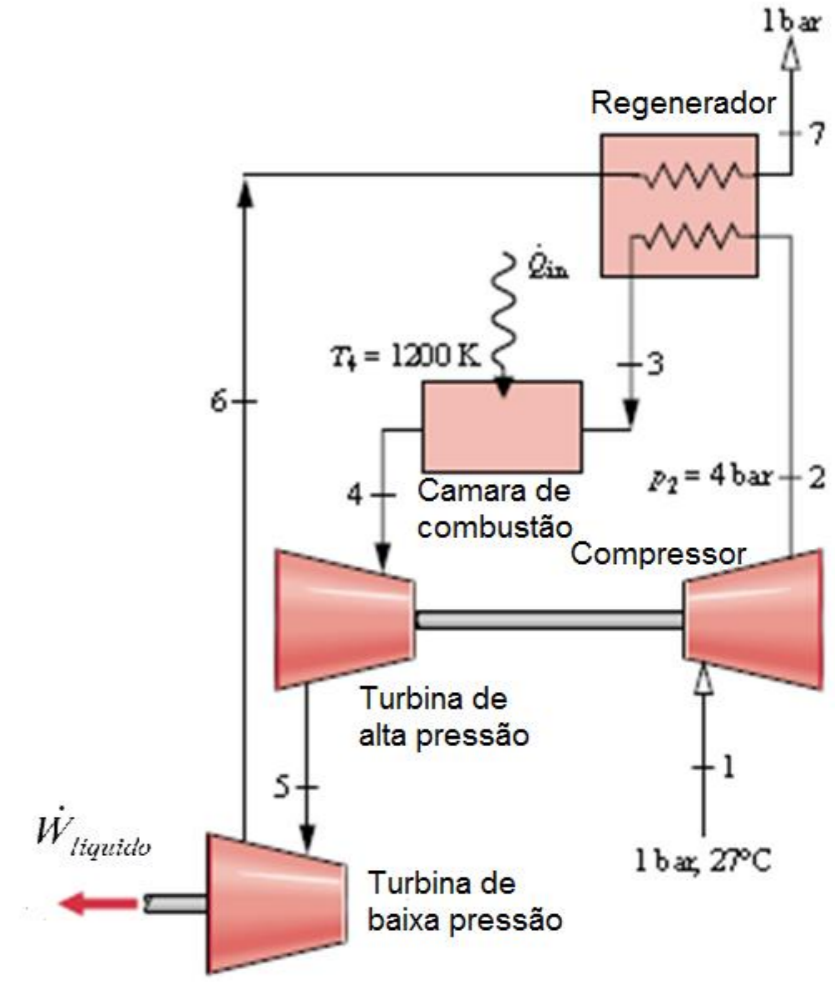 1 bar
Regenerador
7
Q̇in
T4 = 1200 K
3
6
p2 = 4 bar
2
4
Camara de
combustão
Compressor
Turbina de
alta pressão
5
1
Ẇ líquido
1 bar, 27°C
Turbina de
baixa pressão